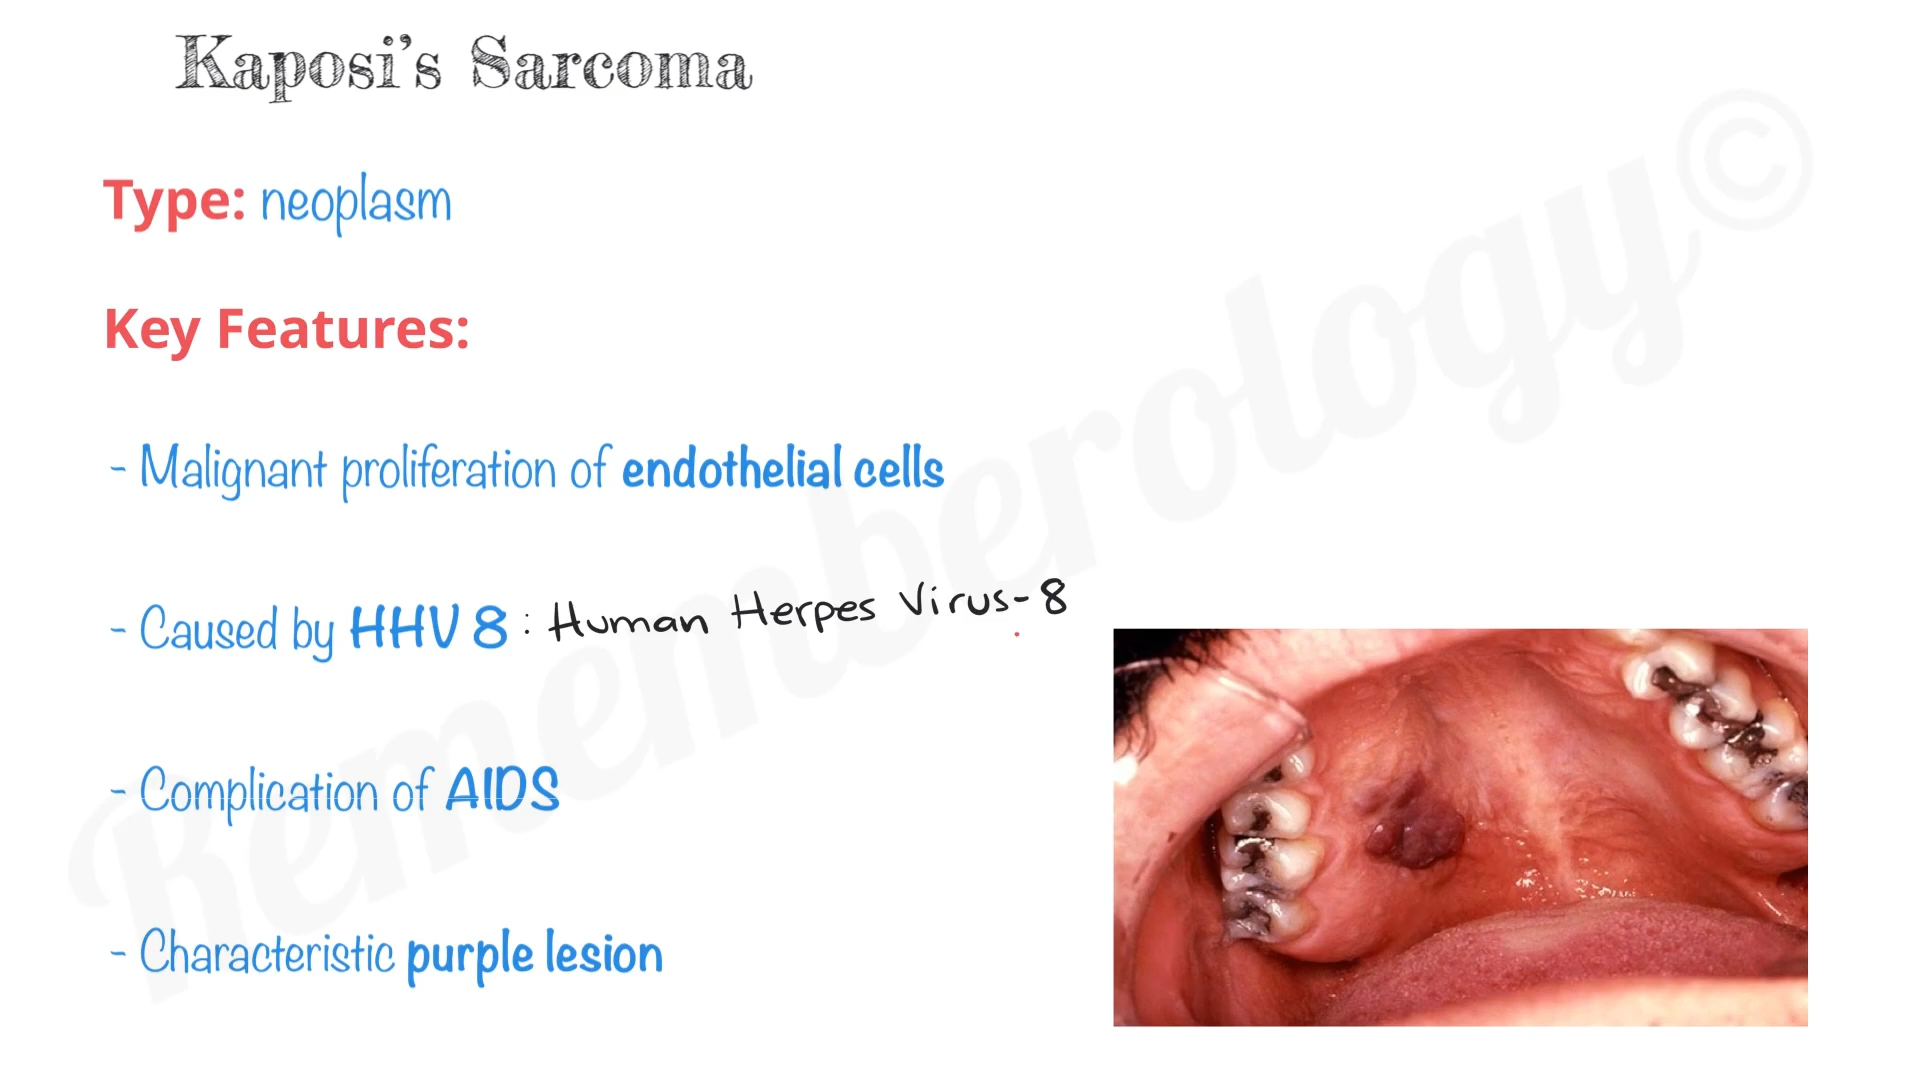 Kaposi's Sarcoma
Type: neoplasm
Key Features:
- Malignant proliferation of endothelial cells
- Caused by HHV 8 : Human Herpes Virus-8
- Complication of AIDS
- Characteristic purple lesion
Rememberology©